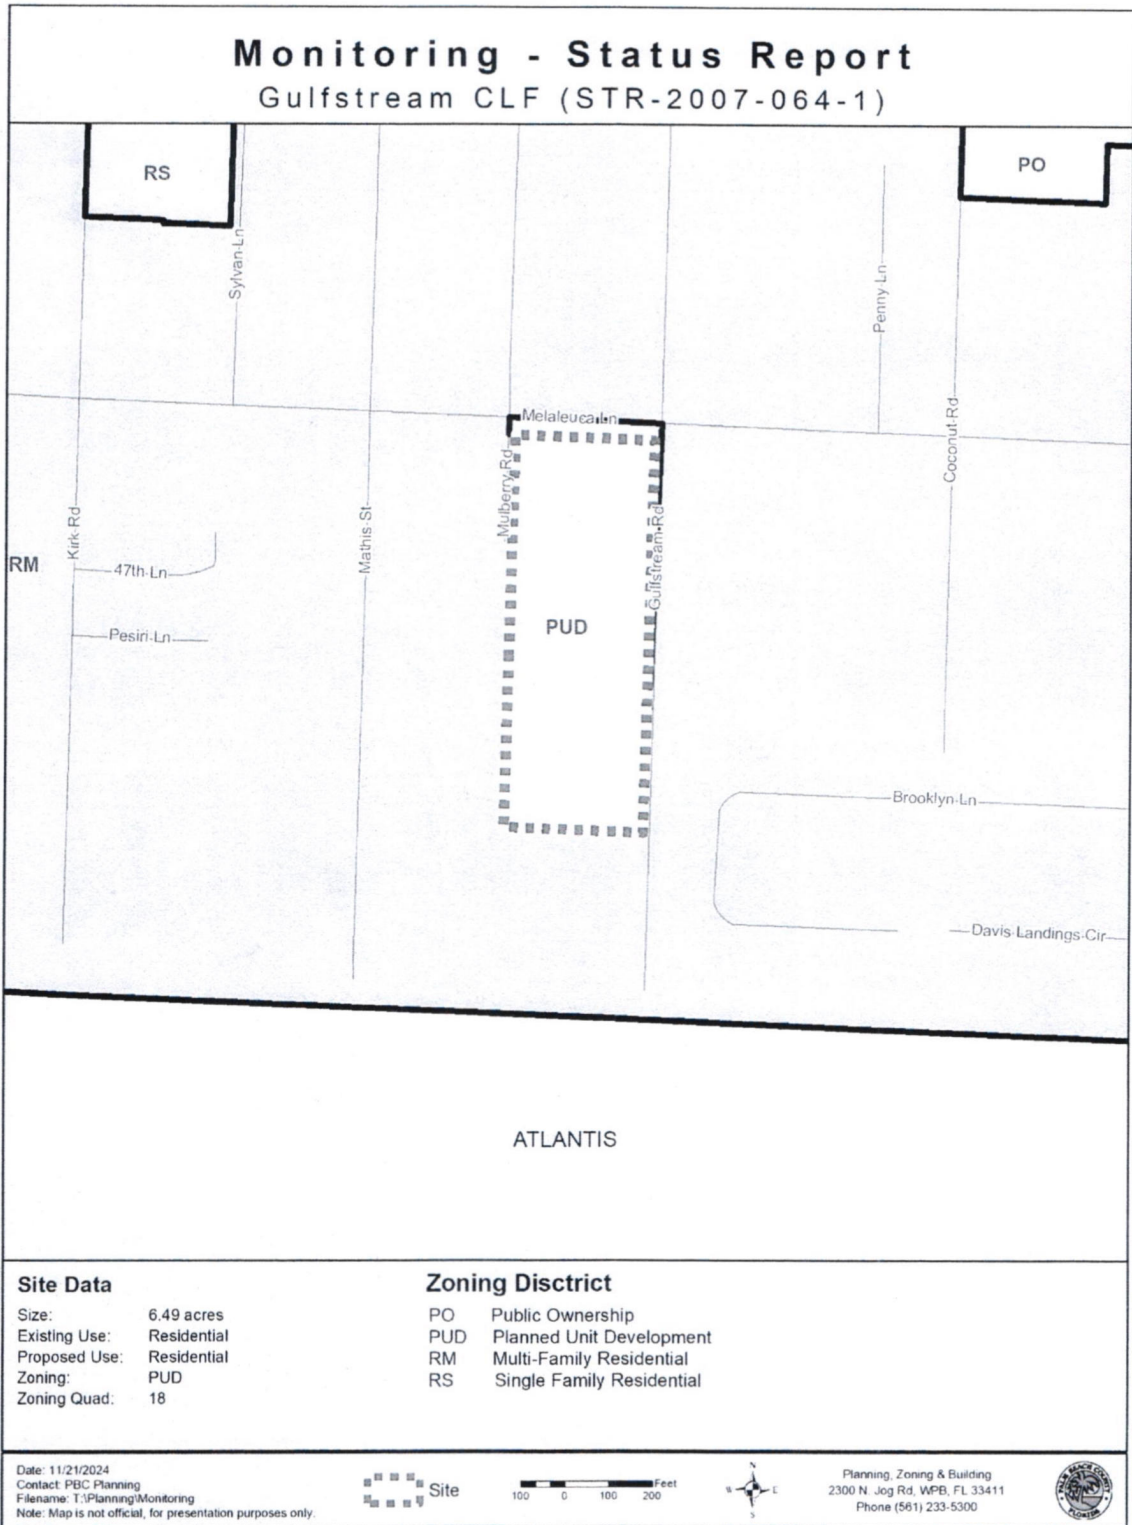 Monitoring - Status Report
Gulfstream CLF (STR-2007-064-1)
RS
PO
Sylvan Ln
Penny Ln
Melaleuca Ln
Coconut Rd
Mulberry Rd
Kirk Rd
Mathis St
Gulfstream Rd
RM
47th Ln
Pesiri Ln
PUD
Brooklyn Ln
Davis Landings Cir
ATLANTIS
Site Data
Size: 6.49 acres
Existing Use: Residential
Proposed Use: Residential
Zoning: PUD
Zoning Quad: 18
Zoning Disctrict
PO Public Ownership
PUD Planned Unit Development
RM Multi-Family Residential
RS Single Family Residential
Date: 11/21/2024
Contact: PBC Planning
Filename: T:\Planning\Monitoring
Note: Map is not official, for presentation purposes only.
Site
Feet
100 0 100 200
N
W E
S
Planning, Zoning & Building
2300 N. Jog Rd, WPB, FL 33411
Phone (561) 233-5300
PALM BEACH COUNTY
FLORIDA